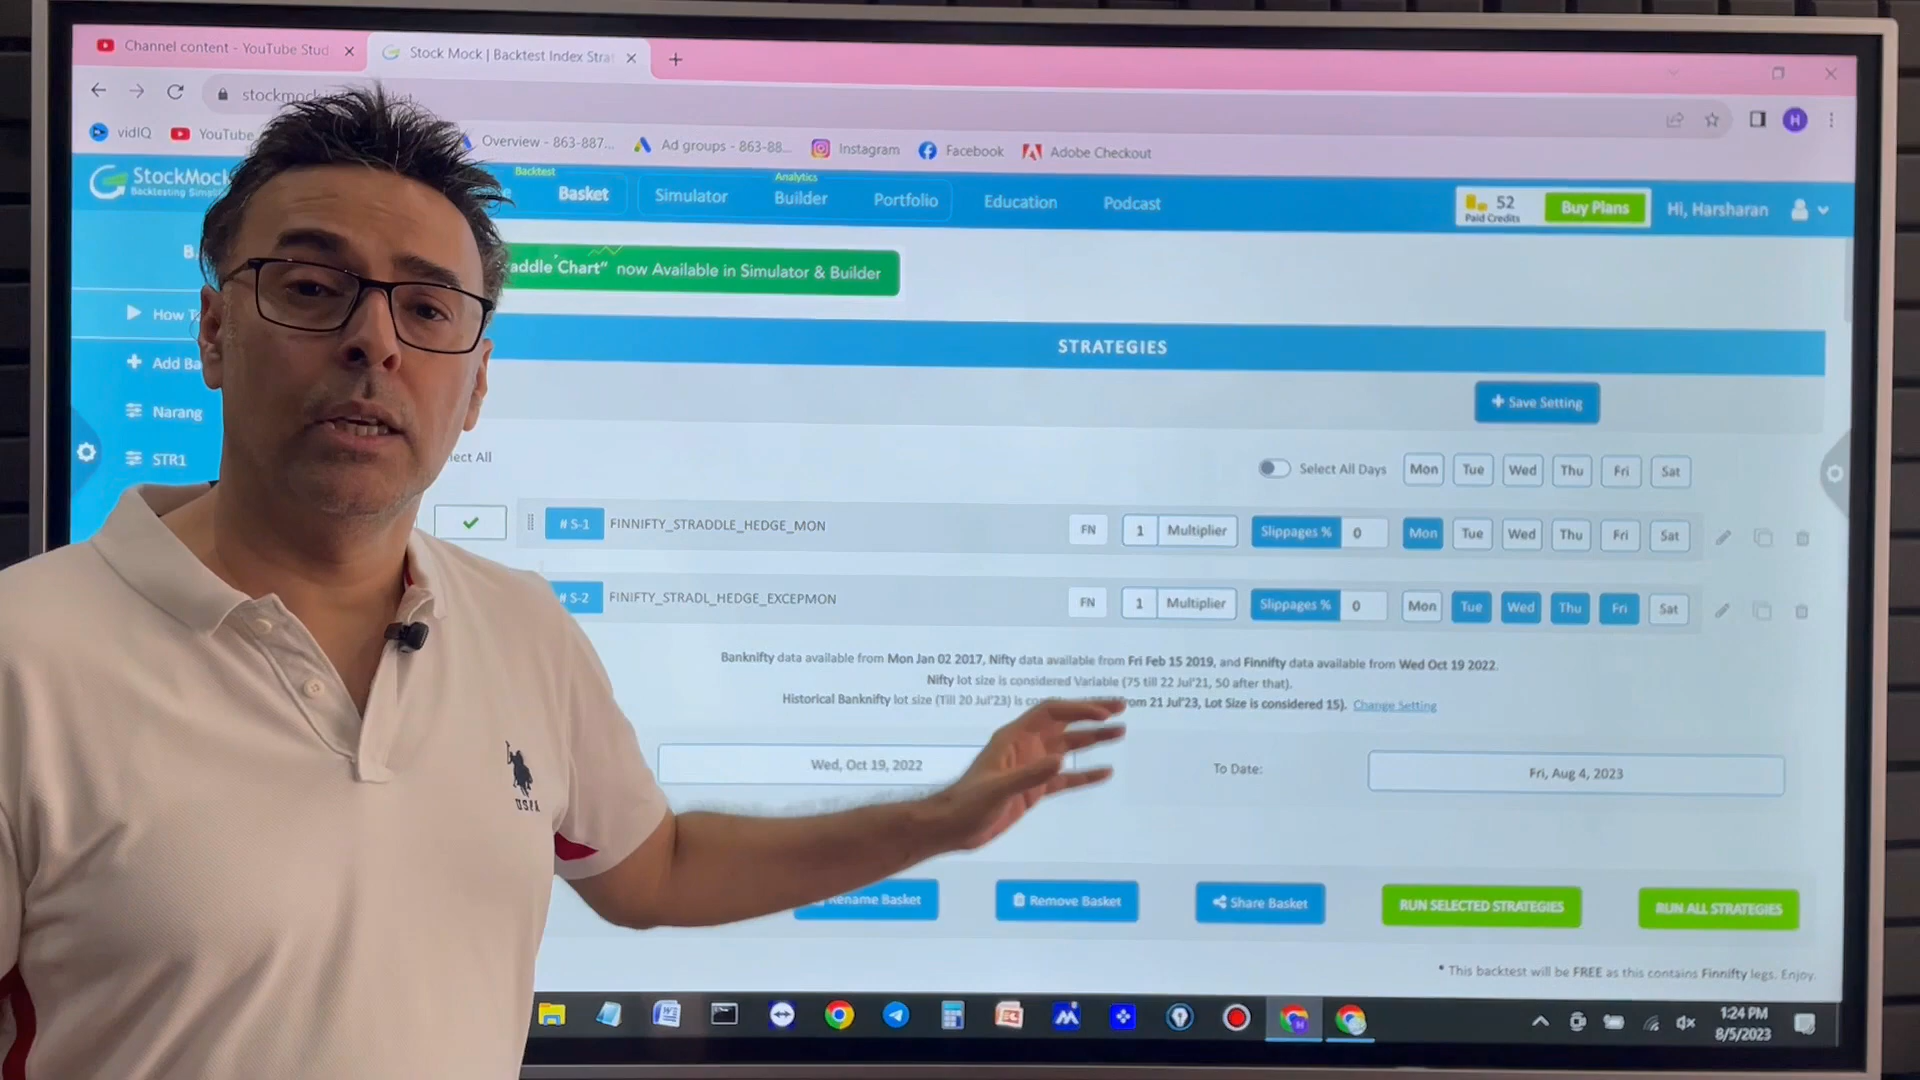 Channel content - YouTube Stud
Stock Mock | Backtest Index Stra
vidIQ YouTube Overview - 863-887... Ad groups - 863-88... Instagram Facebook Adobe Checkout
StockMock
Backtest
Basket Simulator
Analytics
Builder Portfolio Education Podcast
52
Paid Credits
Buy Plans
Hi, Harsharan
now Available in Simulator & Builder
How T
Add Ba
Narang
STR1
STRATEGIES
+ Save Setting
Select All Days Mon Tue Wed Thu Fri Sat
# S-1 FINNIFTY_STRADDLE_HEDGE_MON FN 1 Multiplier Slippages % 0 Mon Tue Wed Thu Fri Sat
# S-2 FINIFTY_STRADL_HEDGE_EXCEPMON FN 1 Multiplier Slippages % 0 Mon Tue Wed Thu Fri Sat
Banknifty data available from Mon Jan 02 2017, Nifty data available from Fri Feb 15 2019, and Finnifty data available from Wed Oct 19 2022.
Nifty lot size is considered Variable (75 till 22 Jul'21, 50 after that).
Historical Banknifty lot size (Till 20 Jul'23) is 21 Jul'23, Lot Size is considered 15). Change Setting
Wed, Oct 19, 2022 To Date: Fri, Aug 4, 2023
Rename Basket Remove Basket Share Basket RUN SELECTED STRATEGIES RUN ALL STRATEGIES
* This backtest will be FREE as this contains Finnifty legs. Enjoy.
1:24 PM
8/5/2023
USPA